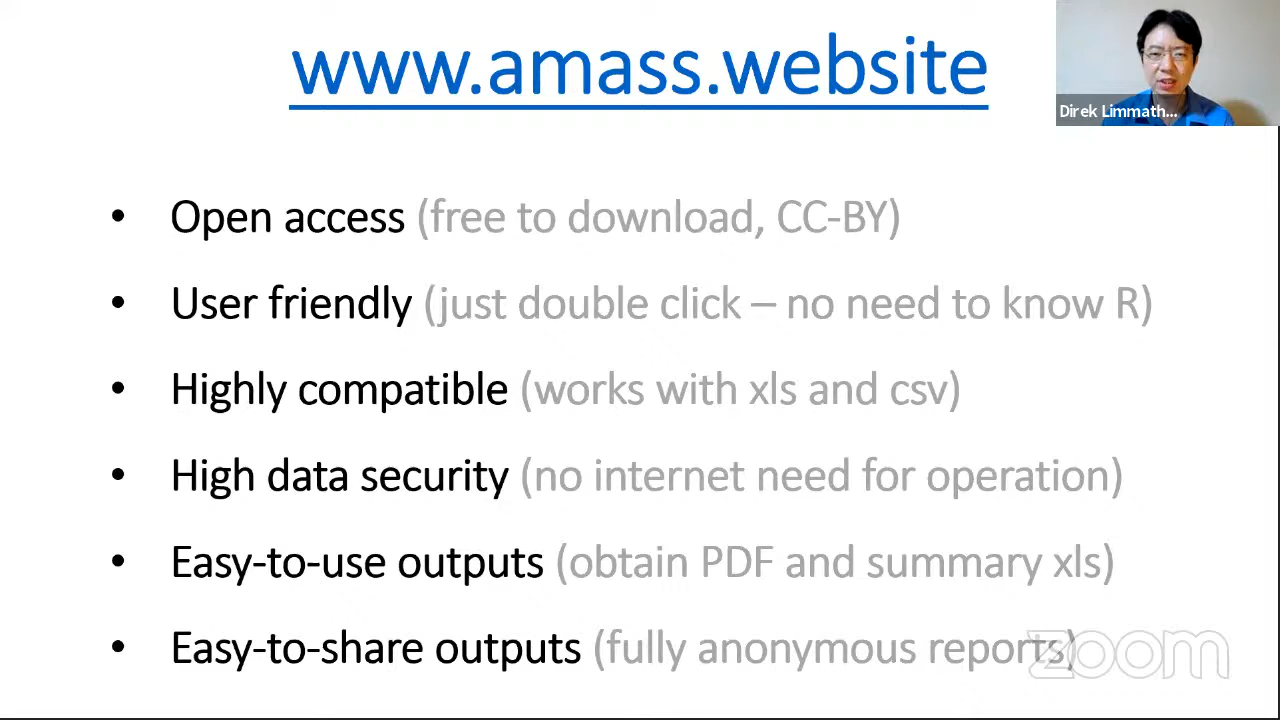 www.amass.website
Direk Limmath...
• Open access (free to download, CC-BY)
• User friendly (just double click – no need to know R)
• Highly compatible (works with xls and csv)
• High data security (no internet need for operation)
• Easy-to-use outputs (obtain PDF and summary xls)
• Easy-to-share outputs (fully anonymous reports)
zoom